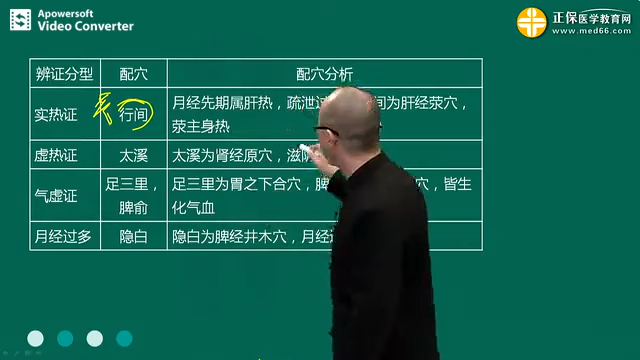 Apowersoft
Video Converter
正保医学教育网
www.med66.com
辨证分型 配穴 配穴分析
实热证 行间 月经先期属肝热，疏泄 间为肝经荥穴，
荥主身热
虚热证 太溪 太溪为肾经原穴，滋
气虚证 足三里， 足三里为胃之下合穴，脾 穴，皆生
脾俞 化气血
月经过多 隐白 隐白为脾经井木穴，月经